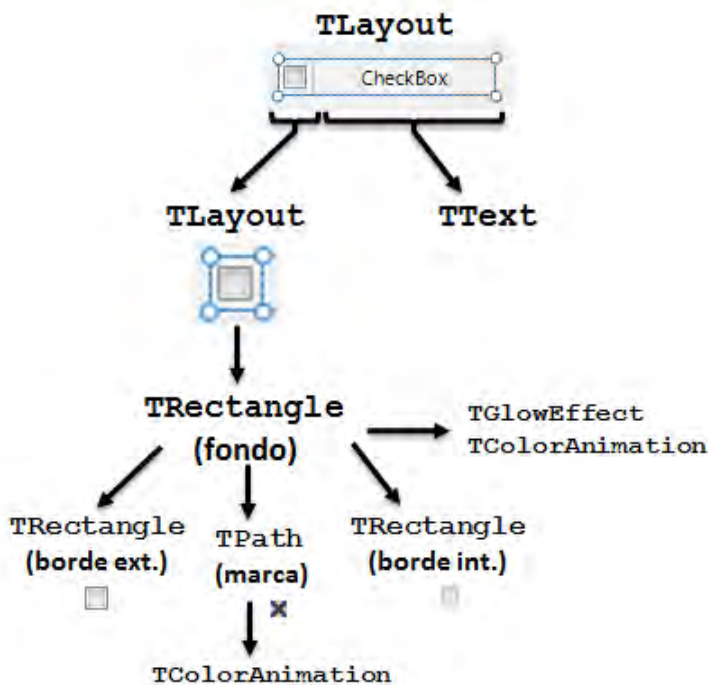 TLayout
CheckBox
TLayout
TText
TRectangle
(fondo)
TGlowEffect
TColorAnimation
TRectangle
(borde ext.)
TPath
(marca)
TRectangle
(borde int.)
TColorAnimation